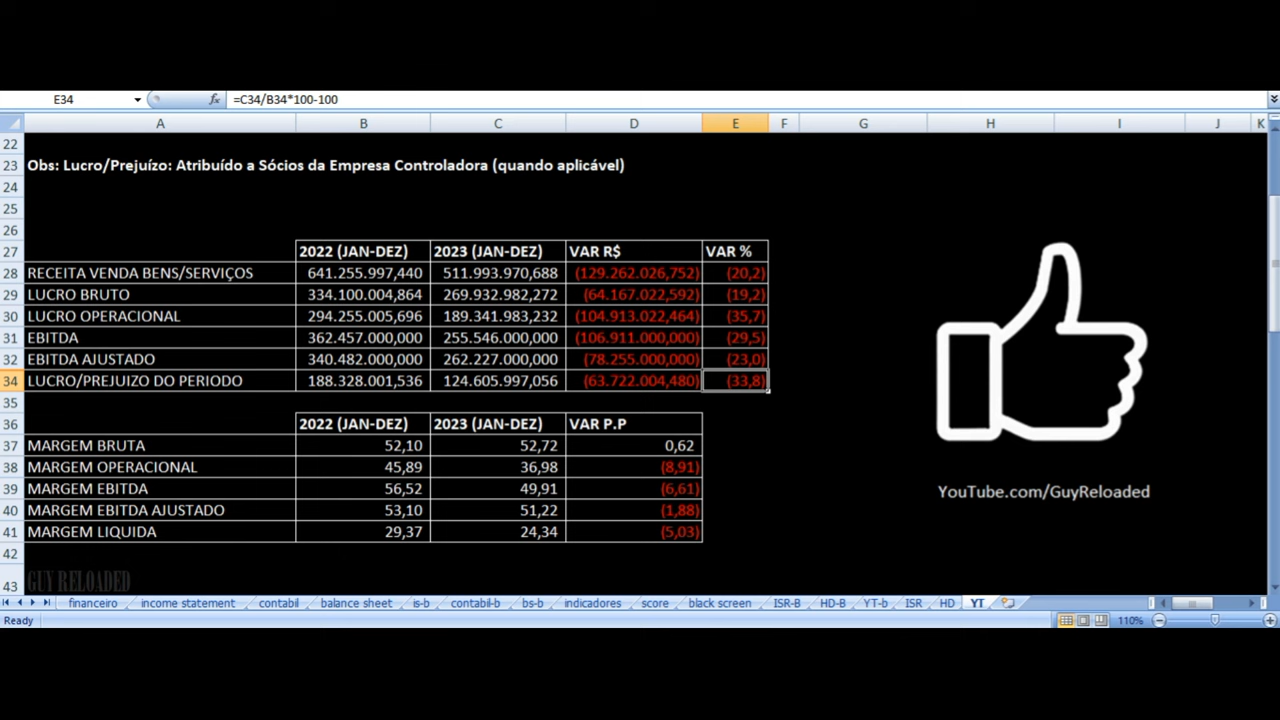 E34 fx =C34/B34*100-100
A B C D E F G H I J K
22
23 Obs: Lucro/Prejuízo: Atribuído a Sócios da Empresa Controladora (quando aplicável)
24
25
26
27 2022 (JAN-DEZ) 2023 (JAN-DEZ) VAR R$ VAR %
28 RECEITA VENDA BENS/SERVIÇOS 641.255.997,440 511.993.970,688 (129.262.026,752) (20,2)
29 LUCRO BRUTO 334.100.004,864 269.932.982,272 (64.167.022,592) (19,2)
30 LUCRO OPERACIONAL 294.255.005,696 189.341.983,232 (104.913.022,464) (35,7)
31 EBITDA 362.457.000,000 255.546.000,000 (106.911.000,000) (29,5)
32 EBITDA AJUSTADO 340.482.000,000 262.227.000,000 (78.255.000,000) (23,0)
34 LUCRO/PREJUIZO DO PERIODO 188.328.001,536 124.605.997,056 (63.722.004,480) (33,8)
35
36 2022 (JAN-DEZ) 2023 (JAN-DEZ) VAR P.P
37 MARGEM BRUTA 52,10 52,72 0,62
38 MARGEM OPERACIONAL 45,89 36,98 (8,91)
39 MARGEM EBITDA 56,52 49,91 (6,61)
40 MARGEM EBITDA AJUSTADO 53,10 51,22 (1,88)
41 MARGEM LIQUIDA 29,37 24,34 (5,03)
42
43 GUY RELOADED
YouTube.com/GuyReloaded
financeiro income statement contabil balance sheet is-b contabil-b bs-b indicadores score black screen ISR-B HD-B YT-b ISR HD YT
Ready 110%